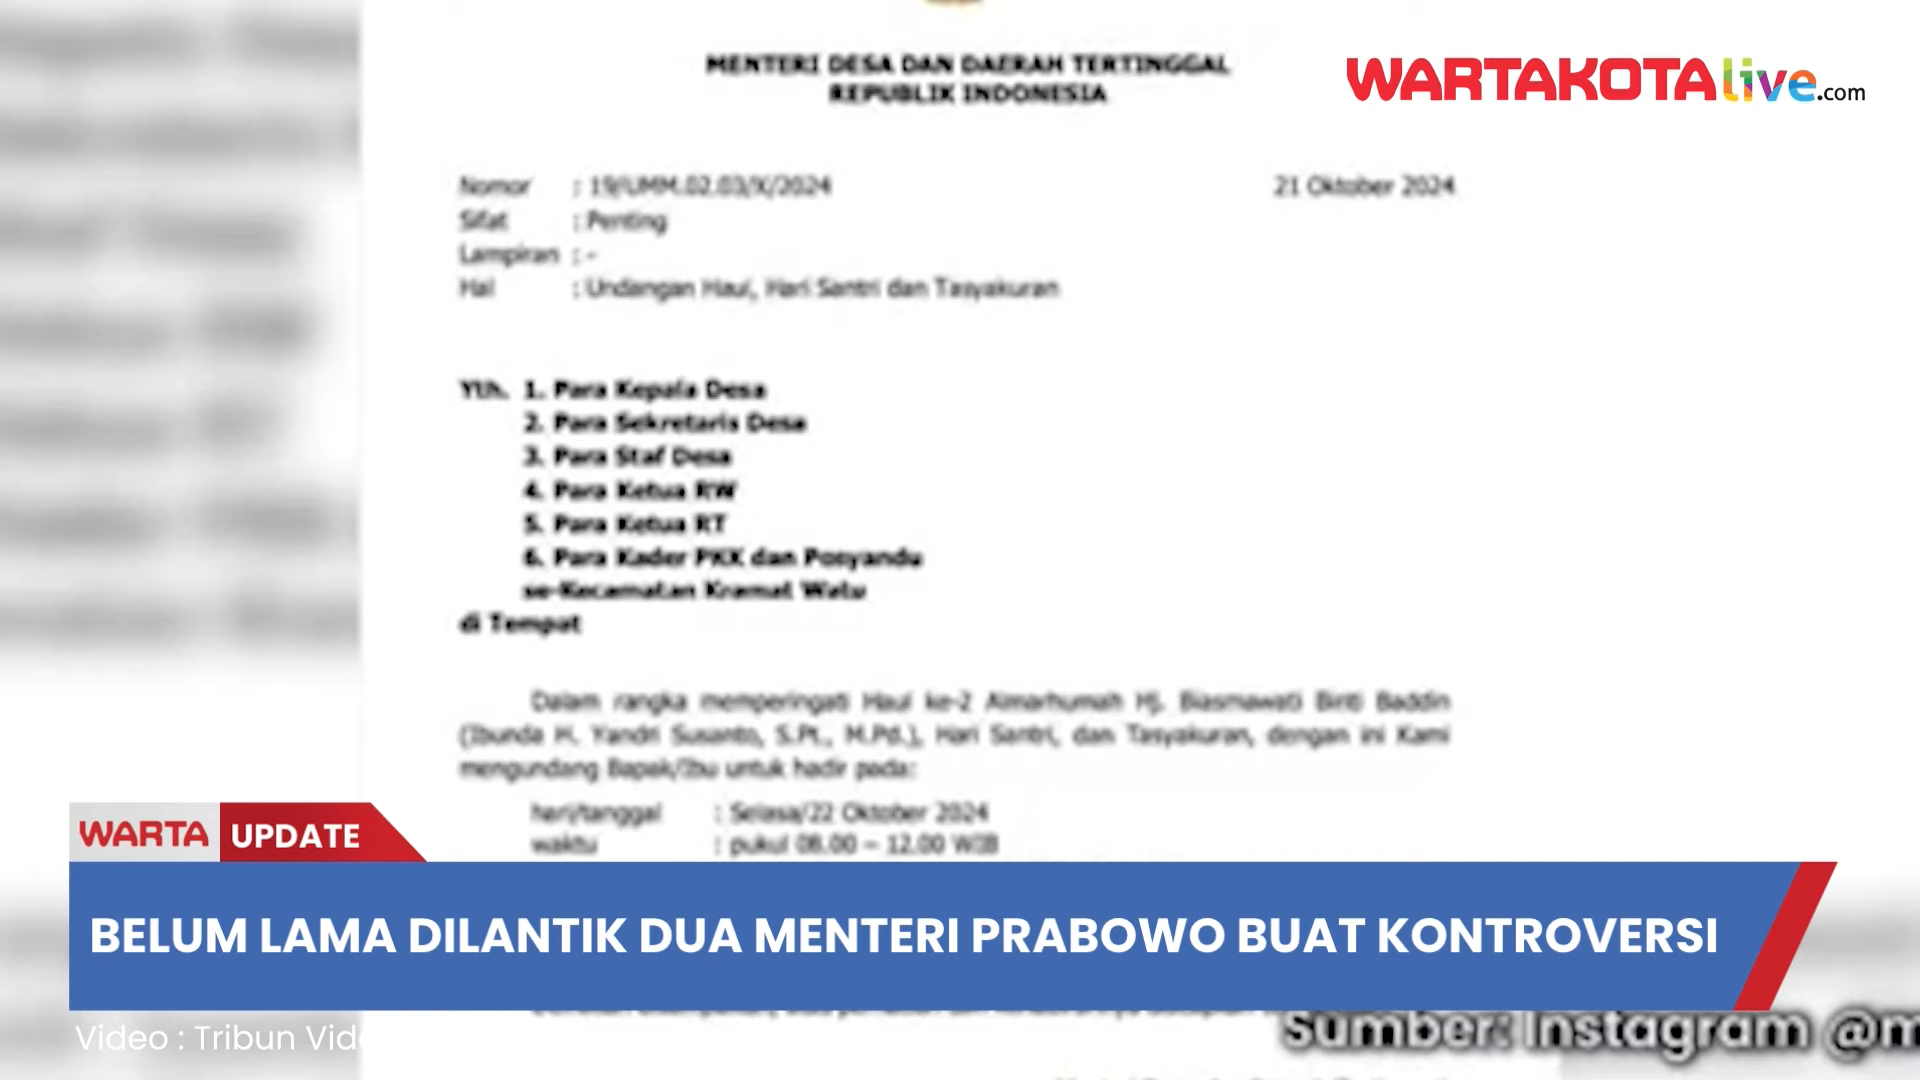 MENTERI DESA DAN DAERAH TERTINGGAL
REPUBLIK INDONESIA
WARTAKOTAlive.com
Nomor : 19/UMM.02.03/X/2024 21 Oktober 2024
Sifat : Penting
Lampiran : -
Hal : Undangan Haul, Hari Santri dan Tasyakuran
Yth. 1. Para Kepala Desa
2. Para Sekretaris Desa
3. Para Staf Desa
4. Para Ketua RW
5. Para Ketua RT
6. Para Kader PKK dan Posyandu
se-Kecamatan Kramat Watu
di Tempat
Dalam rangka memperingati Haul ke-2 Almarhumah Hj. Biasmawati Binti Baddin
(Ibunda H. Yandri Susanto, S.Pt., M.Pd.), Hari Santri, dan Tasyakuran, dengan ini Kami
mengundang Bapak/Ibu untuk hadir pada:
hari/tanggal : Selasa/22 Oktober 2024
waktu : pukul 08.00 – 12.00 WIB
WARTA UPDATE
BELUM LAMA DILANTIK DUA MENTERI PRABOWO BUAT KONTROVERSI
Video : Tribun Vide
Sumber: Instagram @m